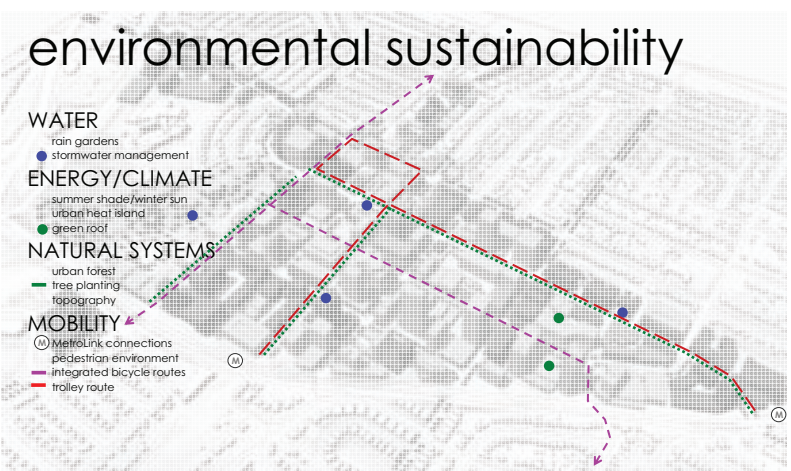 environmental sustainability
WATER
rain gardens
stormwater management
ENERGY/CLIMATE
summer shade/winter sun
urban heat island
green roof
NATURAL SYSTEMS
urban forest
tree planting
topography
MOBILITY
M MetroLink connections
pedestrian environment
integrated bicycle routes
trolley route
M
M